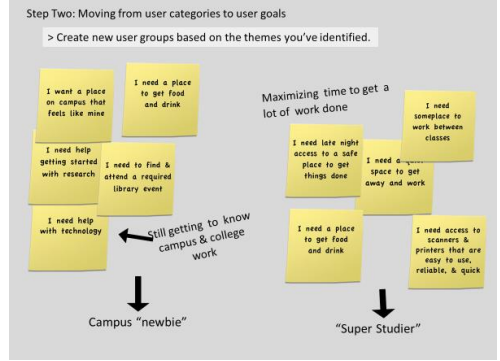 Step Two: Moving from user categories to user goals
> Create new user groups based on the themes you've identified.
I want a place
on campus that
feels like mine
I need a place
to get food
and drink
I need help
getting started
with research
I need to find &
attend a required
library event
I need help
with technology
Still getting to know
campus & college
work
Campus "newbie"
Maximizing time to get a
lot of work done
I need
someplace to
work between
classes
I need late night
access to a safe
place to get
things done
I need a
space to get
away and work
I need a place
to get food
and drink
I need access to
scanners &
printers that are
easy to use,
reliable, & quick
"Super Studier"